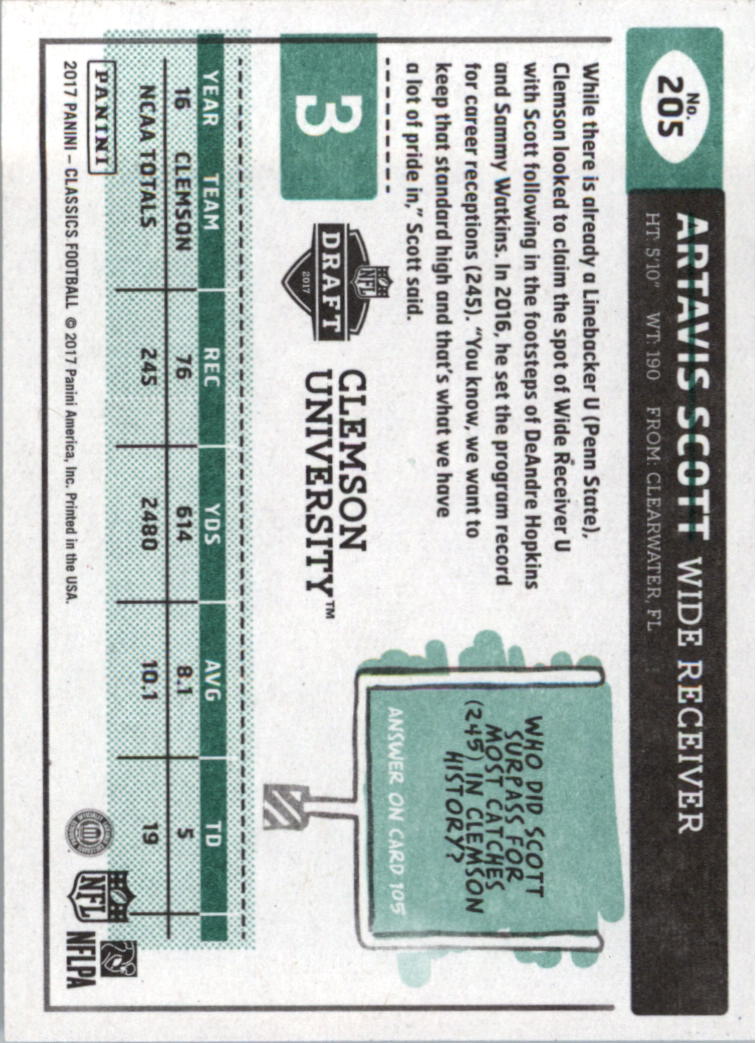 No.
205
ARTAVIS SCOTT WIDE RECEIVER
HT: 5'10" WT: 190 FROM: CLEARWATER, FL
While there is already a Linebacker U (Penn State),
Clemson looked to claim the spot of Wide Receiver U
with Scott following in the footsteps of DeAndre Hopkins
and Sammy Watkins. In 2016, he set the program record
for career receptions (245). "You know, we want to
keep that standard high and that's what we have
a lot of pride in," Scott said.
WHO DID SCOTT
SURPASS FOR
MOST CATCHES
(245) IN CLEMSON
HISTORY?
ANSWER ON CARD 105
3
NFL
DRAFT
2017
CLEMSON
UNIVERSITY™
YEAR TEAM REC YDS AVG TD
16 CLEMSON 76 614 8.1 5
NCAA TOTALS 245 2480 10.1 19
PANINI
2017 PANINI – CLASSICS FOOTBALL © 2017 Panini America, Inc. Printed in the USA.
NFL
NFLPA